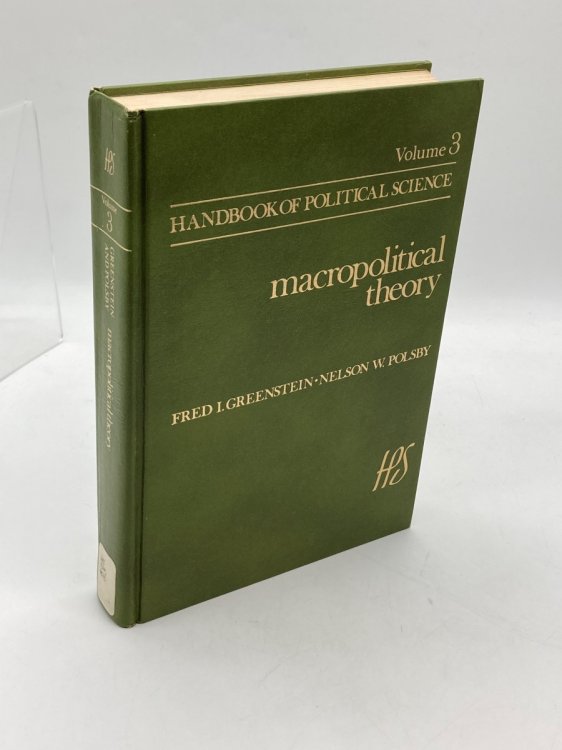 Volume 3
HANDBOOK OF POLITICAL SCIENCE
macropolitical
theory
FRED I. GREENSTEIN • NELSON W. POLSBY
HPS
HPS
Volume
3
GREENSTEIN
AND POLSBY
macropolitical theory